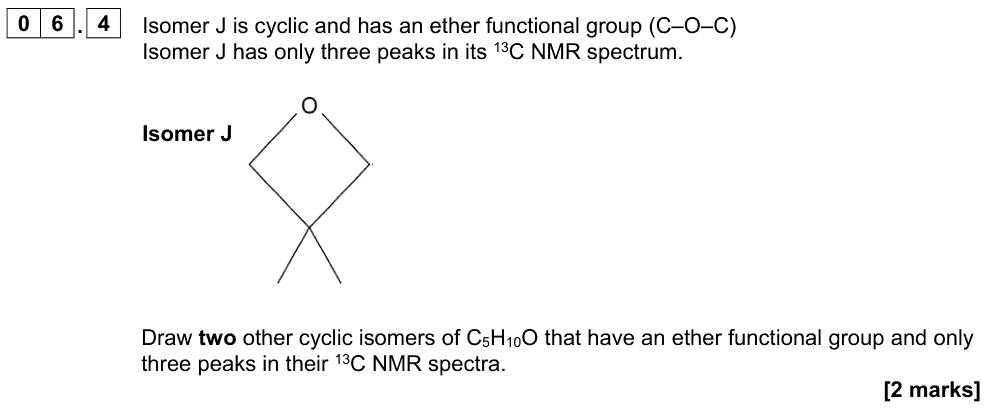 0 6 . 4 Isomer J is cyclic and has an ether functional group (C–O–C)
Isomer J has only three peaks in its ¹³C NMR spectrum.
O
Isomer J
Draw two other cyclic isomers of C₅H₁₀O that have an ether functional group and only
three peaks in their ¹³C NMR spectra.
[2 marks]